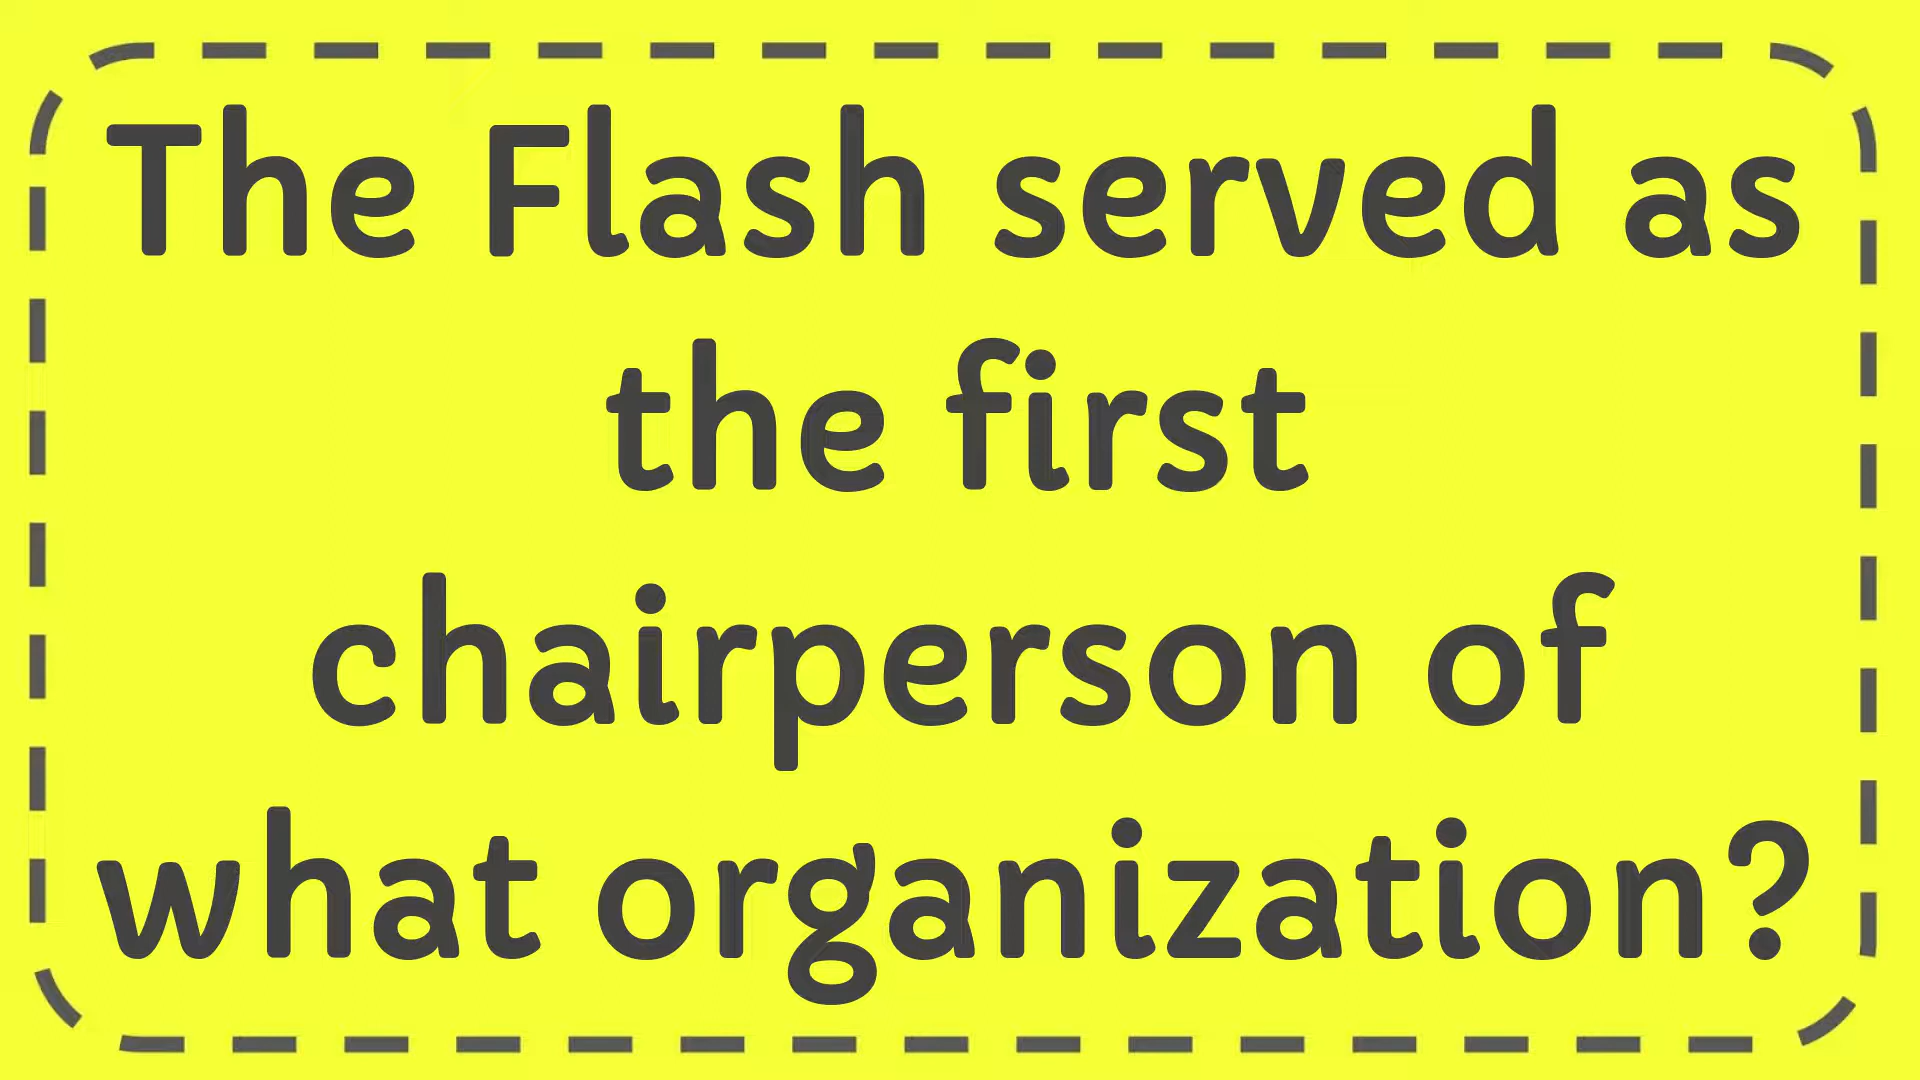 The Flash served as
the first
chairperson of
what organization?